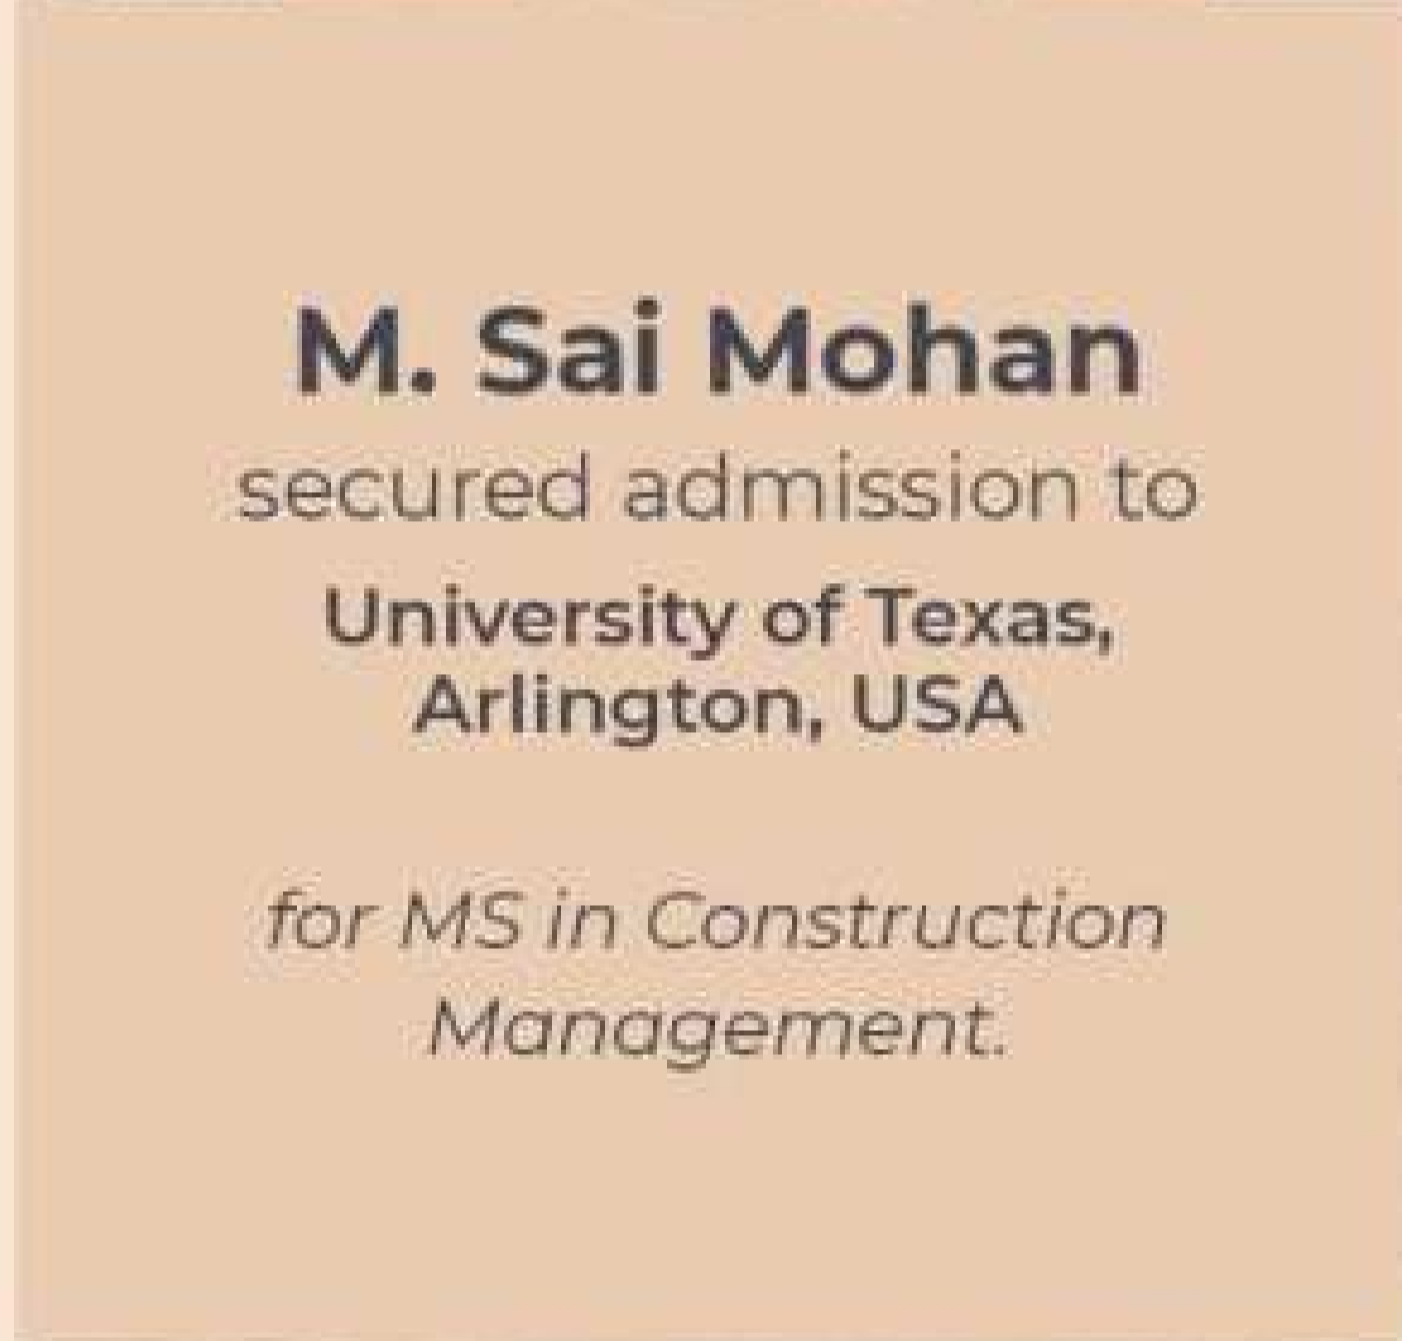 M. Sai Mohan
secured admission to
University of Texas,
Arlington, USA
for MS in Construction
Management.